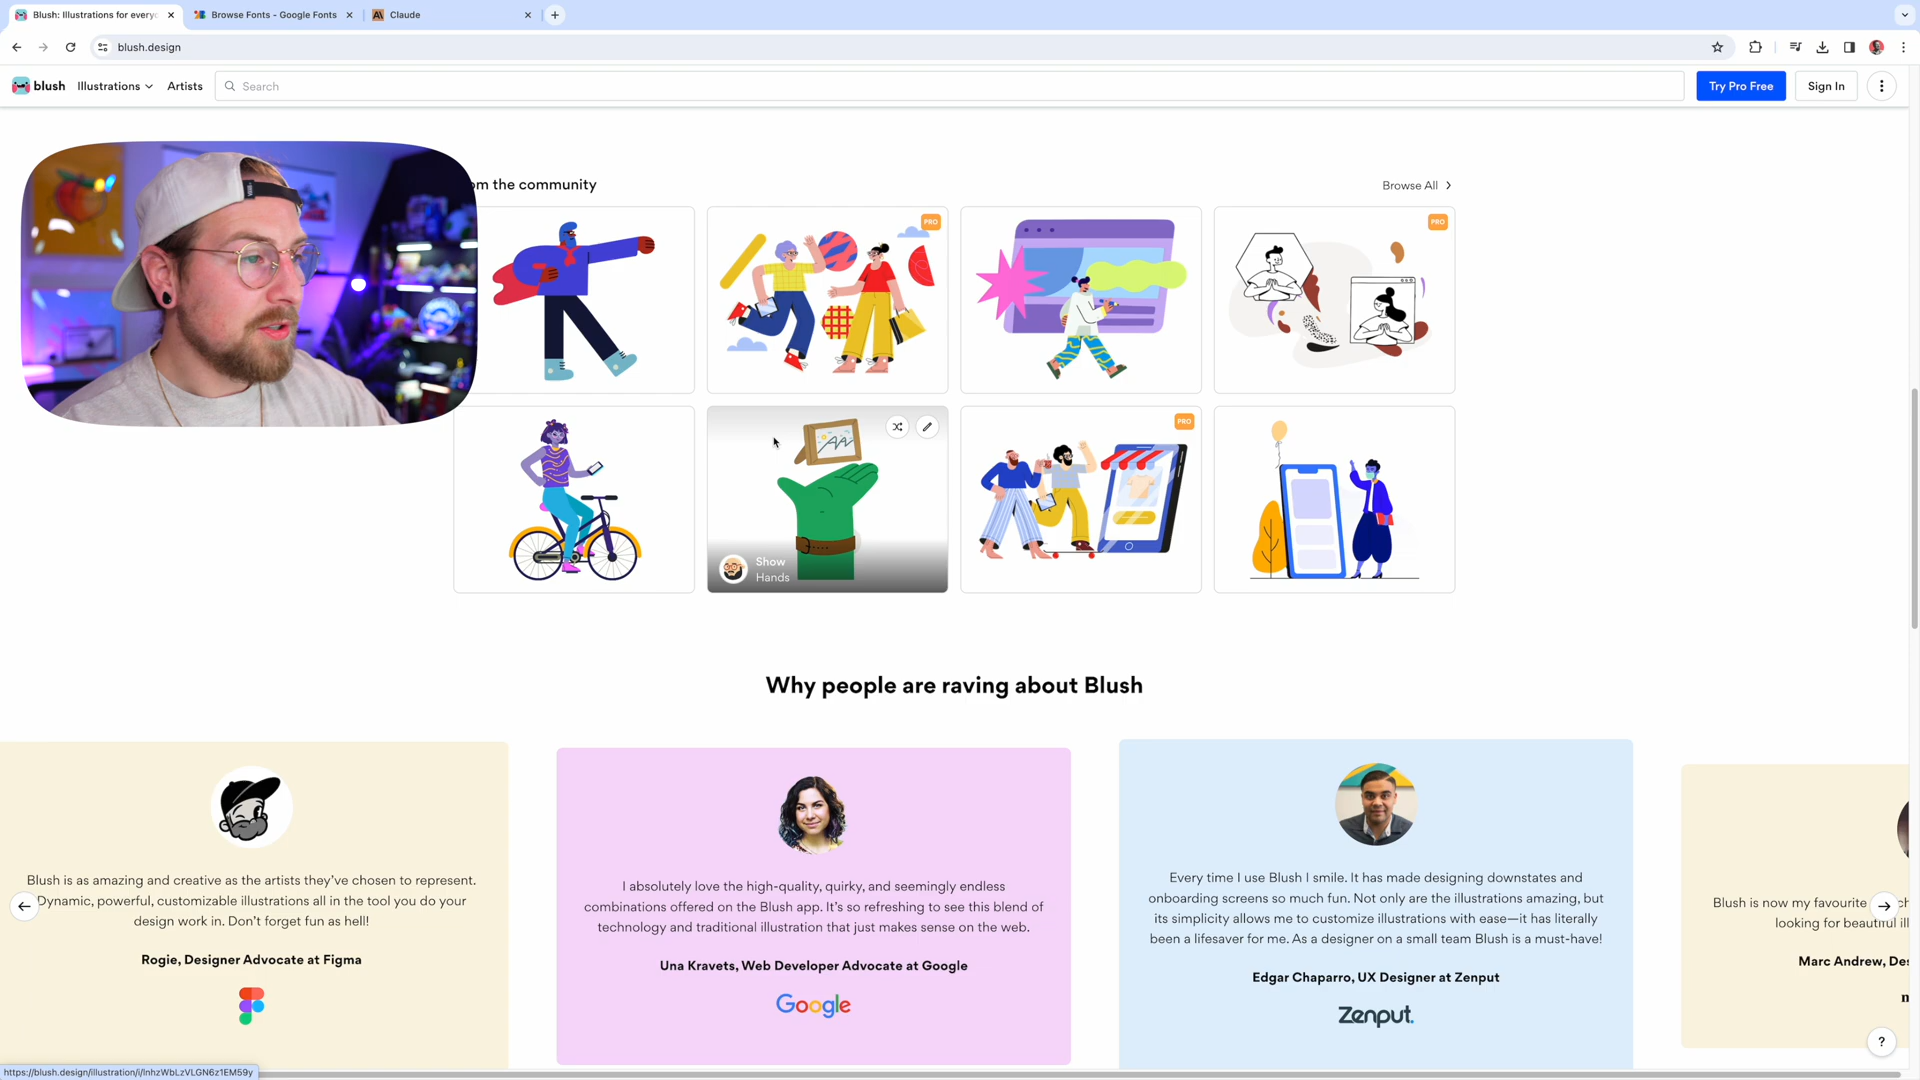 Blush: Illustrations for everyo
Browse Fonts - Google Fonts
Claude
blush.design
blush
Illustrations
Artists
Search
Try Pro Free
Sign In
om the community
Browse All
PRO
PRO
PRO
Show
Hands
Why people are raving about Blush
Blush is as amazing and creative as the artists they've chosen to represent.
Dynamic, powerful, customizable illustrations all in the tool you do your
design work in. Don't forget fun as hell!
Rogie, Designer Advocate at Figma
I absolutely love the high-quality, quirky, and seemingly endless
combinations offered on the Blush app. It's so refreshing to see this blend of
technology and traditional illustration that just makes sense on the web.
Una Kravets, Web Developer Advocate at Google
Google
Every time I use Blush I smile. It has made designing downstates and
onboarding screens so much fun. Not only are the illustrations amazing, but
its simplicity allows me to customize illustrations with ease—it has literally
been a lifesaver for me. As a designer on a small team Blush is a must-have!
Edgar Chaparro, UX Designer at Zenput
Zenput.
Blush is now my favourite
looking for beautiful ill
Marc Andrew, Des
?
https://blush.design/illustration/i/